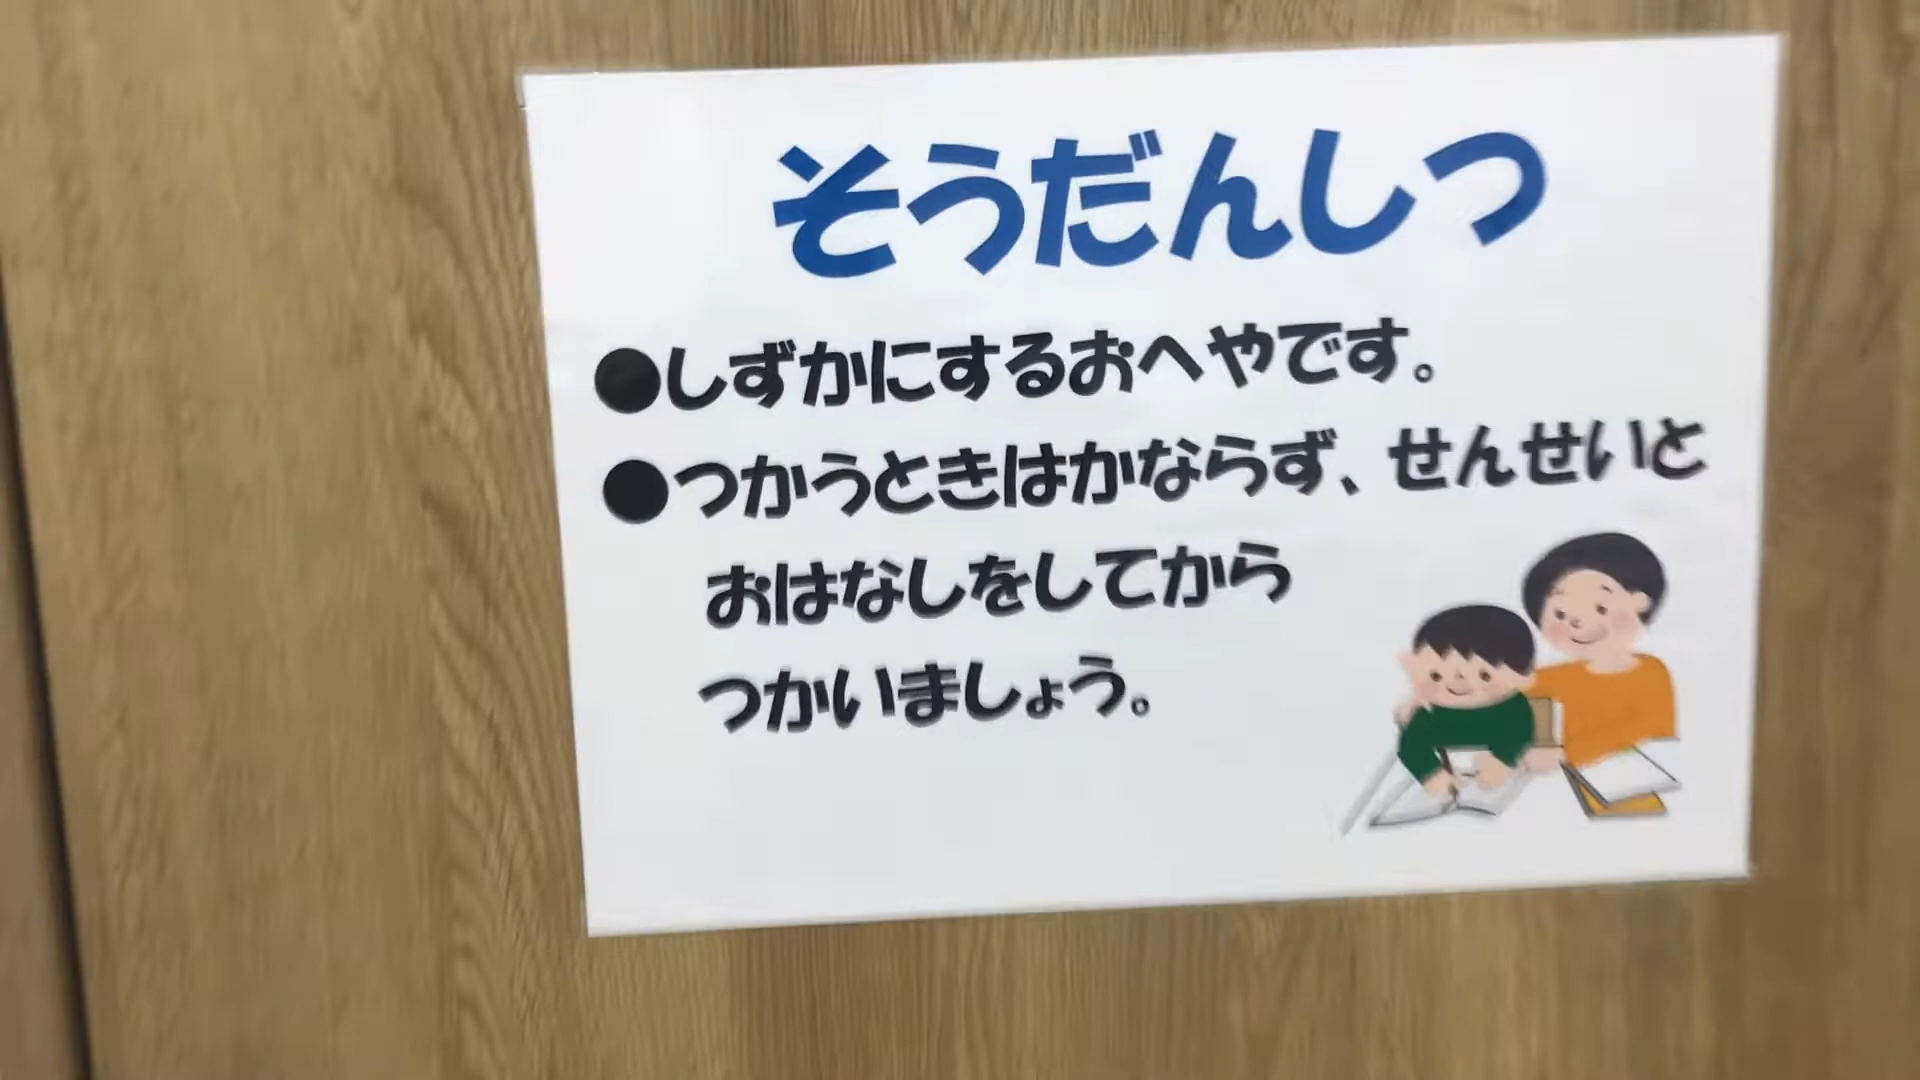 そうだんしつ
●しずかにするおへやです。
●つかうときはかならず、せんせいと
おはなしをしてから
つかいましょう。